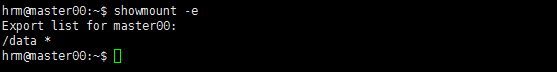 hrm@master00:~$ showmount -e
Export list for master00:
/data *
hrm@master00:~$